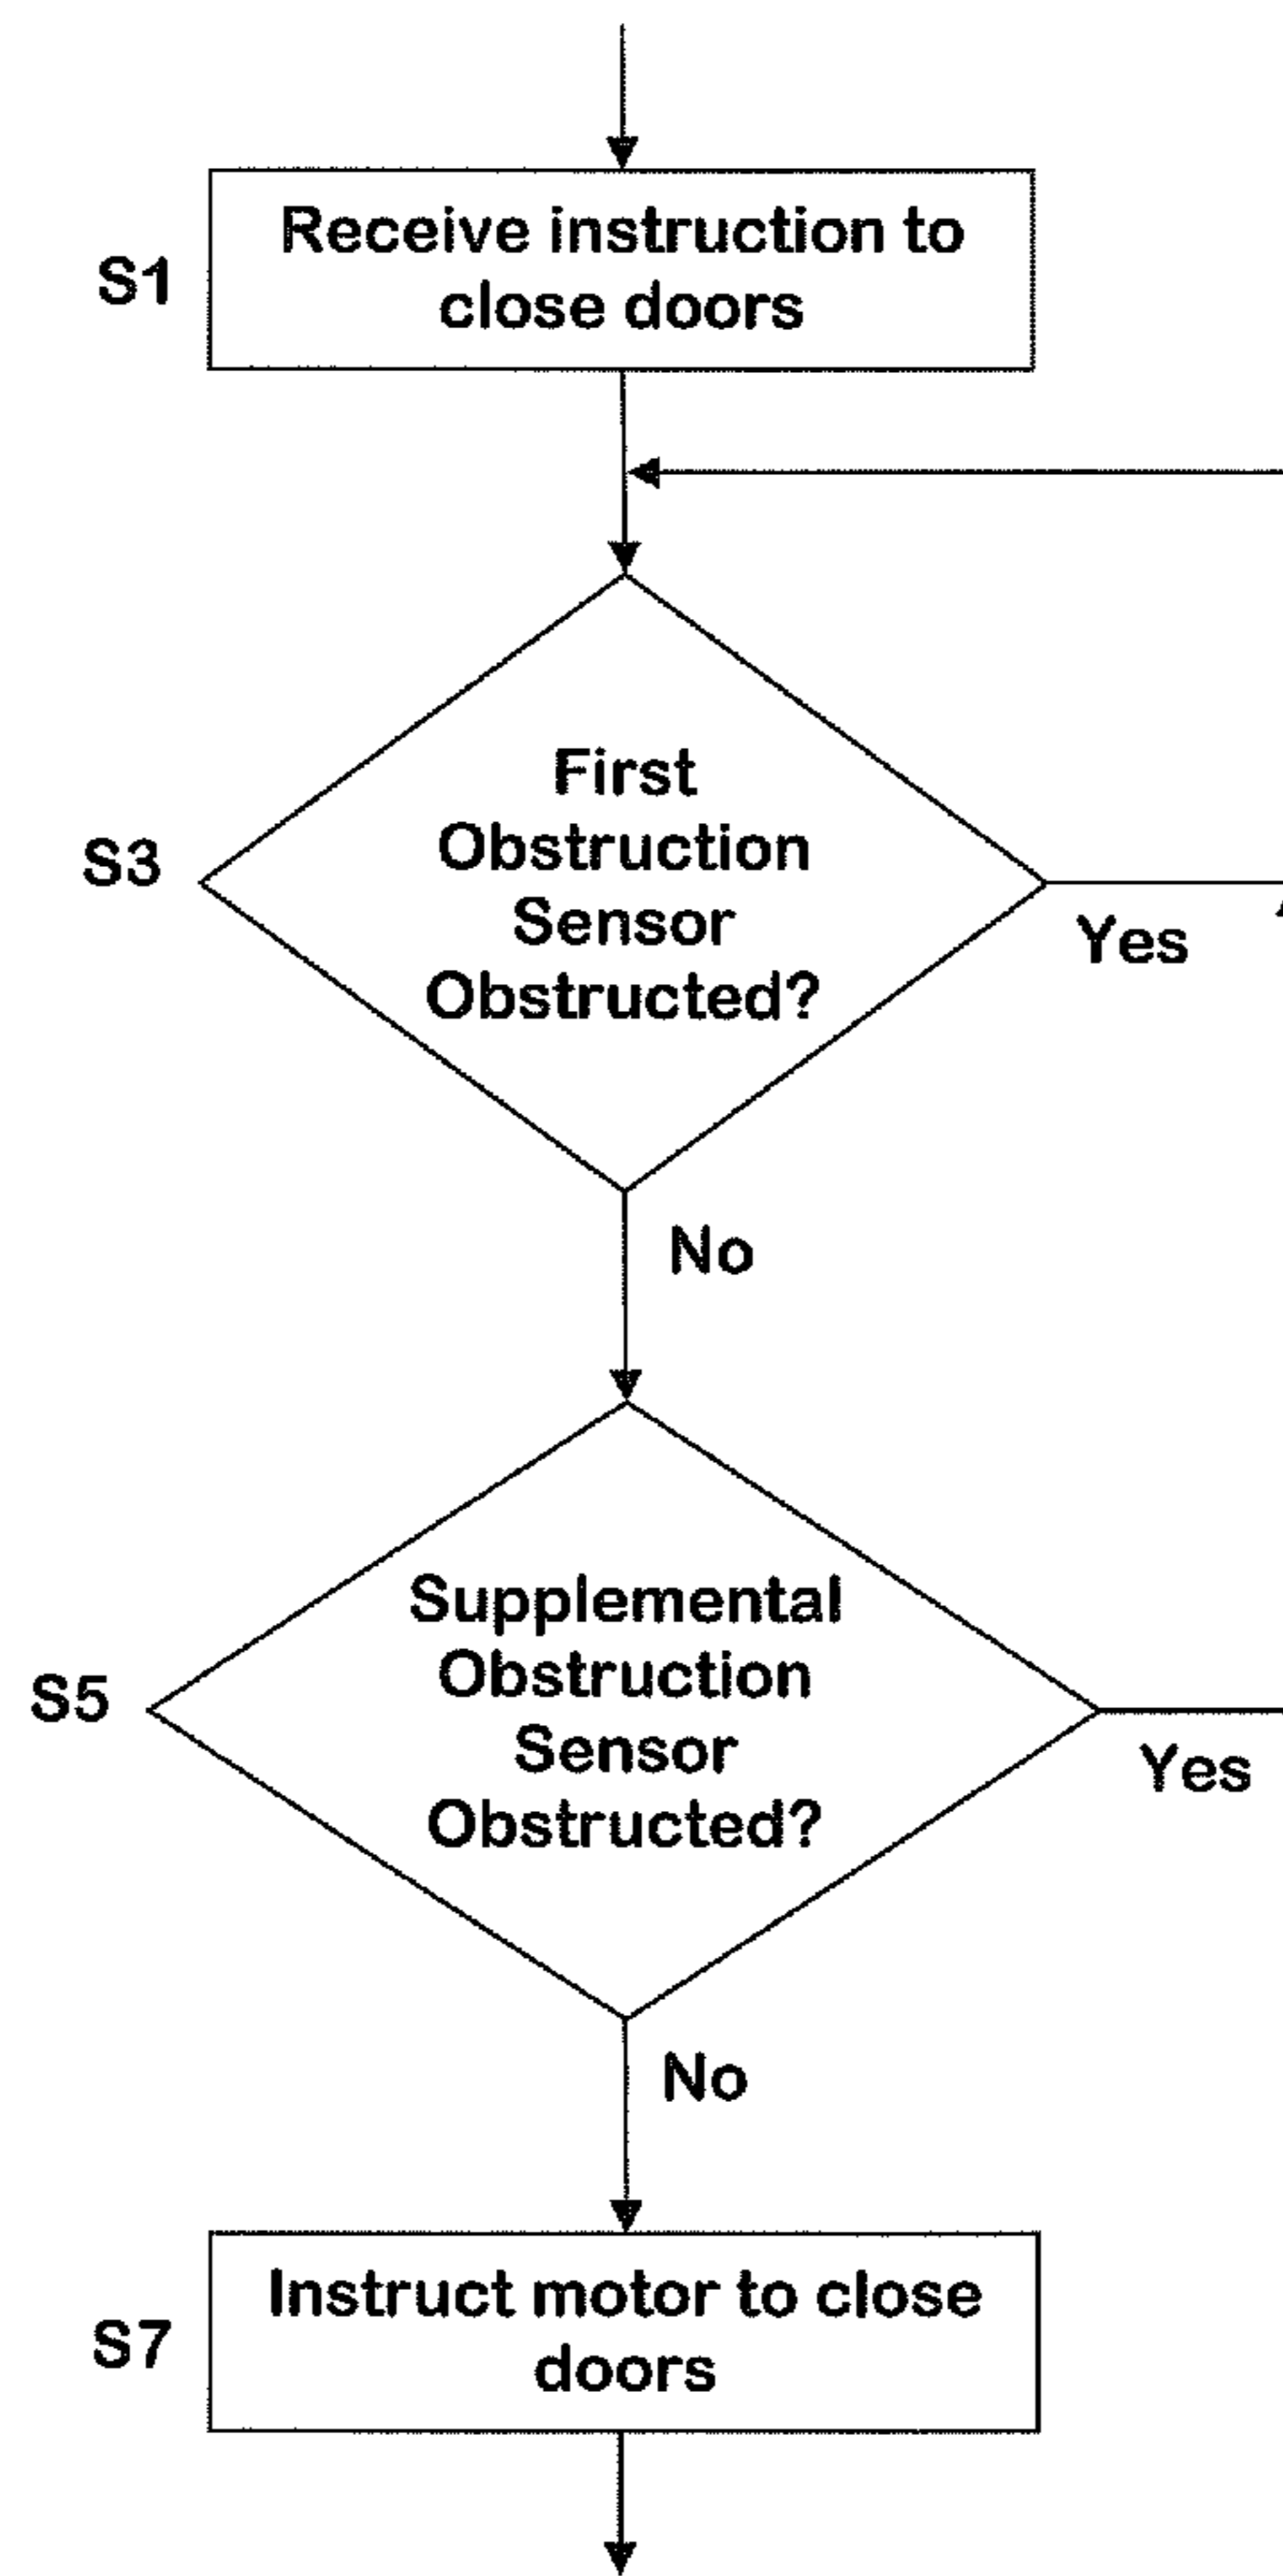 S1
Receive instruction to
close doors
S3
First
Obstruction
Sensor
Obstructed?
Yes
No
S5
Supplemental
Obstruction
Sensor
Obstructed?
Yes
No
S7
Instruct motor to close
doors